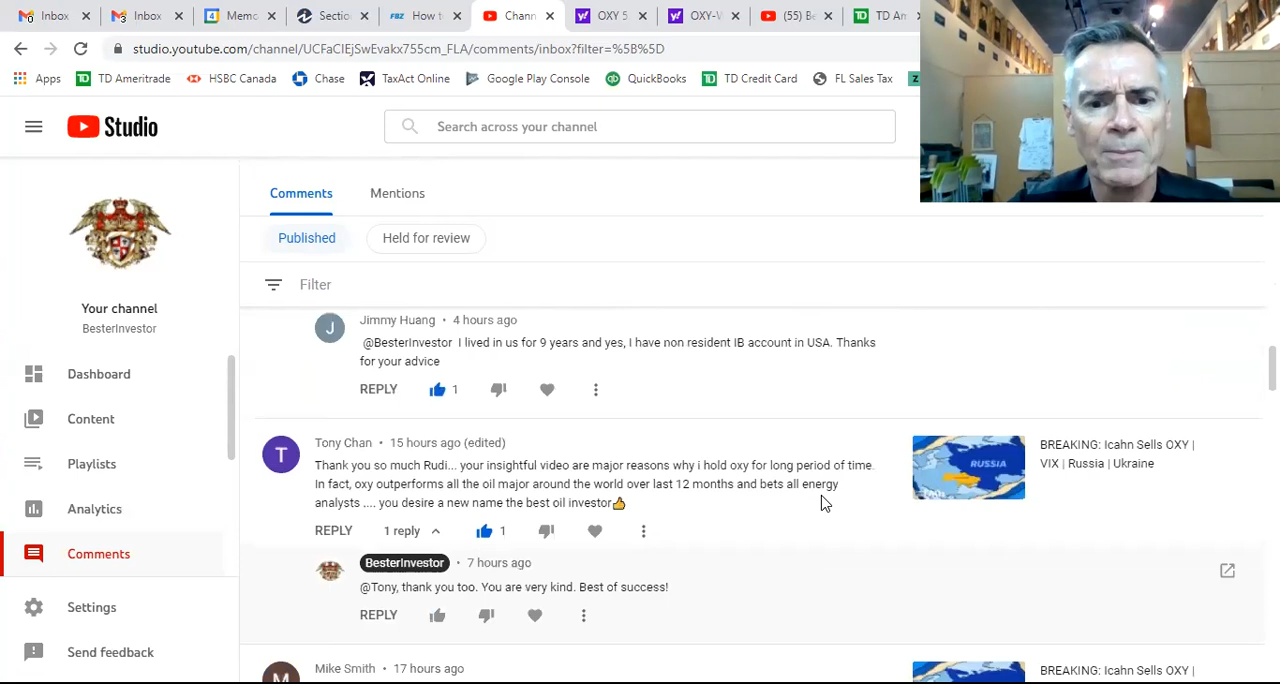 Inbox
Inbox
Memo
Sectio
How t
Chann
OXY 5
OXY-V
(55) Be
TD Am
studio.youtube.com/channel/UCFaClEjSwEvakx755cm_FLA/comments/inbox?filter=%5B%5D
Apps
TD Ameritrade
HSBC Canada
Chase
TaxAct Online
Google Play Console
QuickBooks
TD Credit Card
FL Sales Tax
Studio
Search across your channel
Your channel
BesterInvestor
Dashboard
Content
Playlists
Analytics
Comments
Settings
Send feedback
Comments
Mentions
Published
Held for review
Filter
J
Jimmy Huang • 4 hours ago
@BesterInvestor I lived in us for 9 years and yes, I have non resident IB account in USA. Thanks
for your advice
REPLY 1
T
Tony Chan • 15 hours ago (edited)
Thank you so much Rudi... your insightful video are major reasons why i hold oxy for long period of time.
In fact, oxy outperforms all the oil major around the world over last 12 months and bets all energy
analysts .... you desire a new name the best oil investor👍
REPLY 1 reply 1
RUSSIA
BREAKING: Icahn Sells OXY |
VIX | Russia | Ukraine
BesterInvestor • 7 hours ago
@Tony, thank you too. You are very kind. Best of success!
REPLY
M
Mike Smith • 17 hours ago
BREAKING: Icahn Sells OXY |